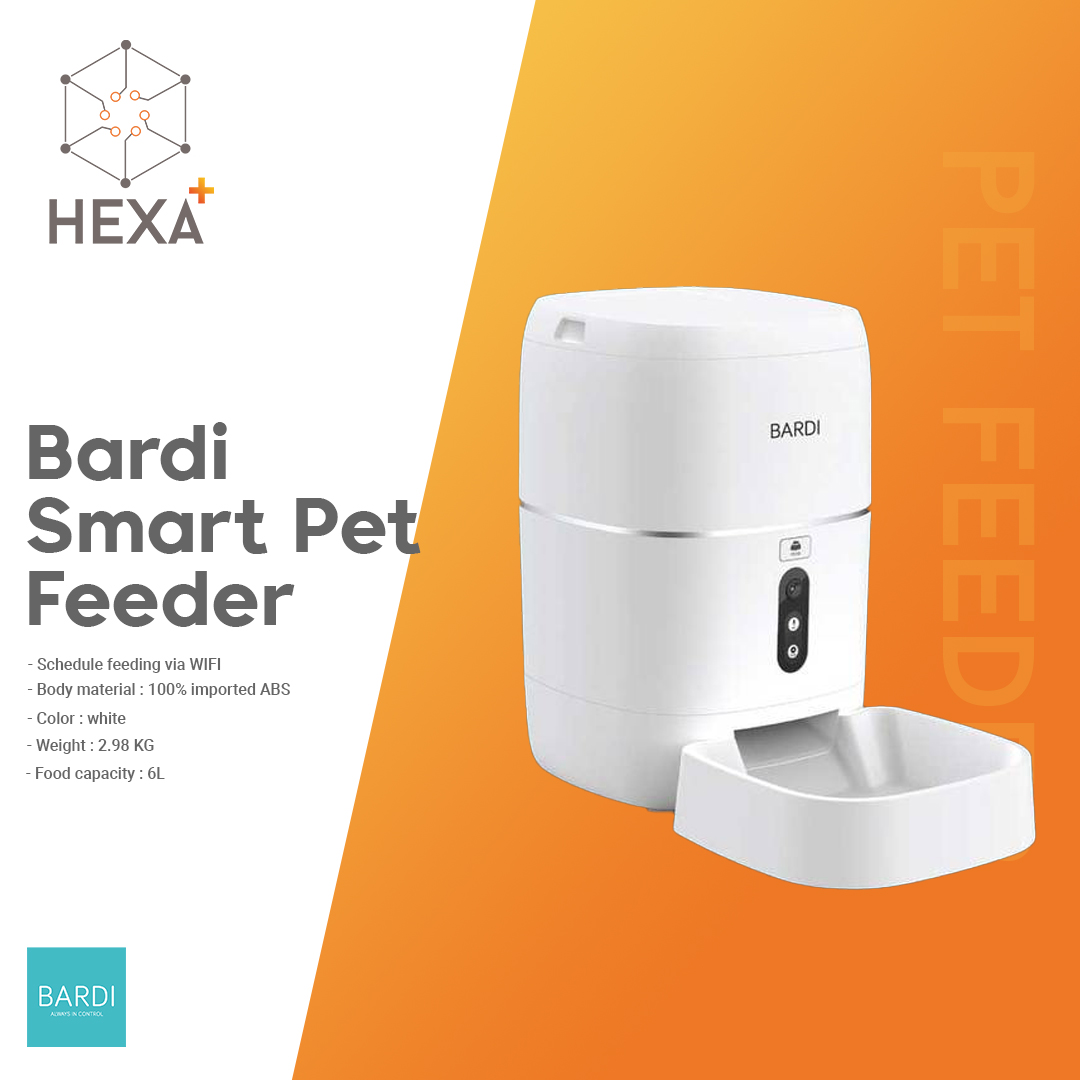 HEXA+
Bardi
Smart Pet
Feeder
- Schedule feeding via WIFI
- Body material : 100% imported ABS
- Color : white
- Weight : 2.98 KG
- Food capacity : 6L
BARDI
ALWAYS IN CONTROL
BARDI
PET FEEDE